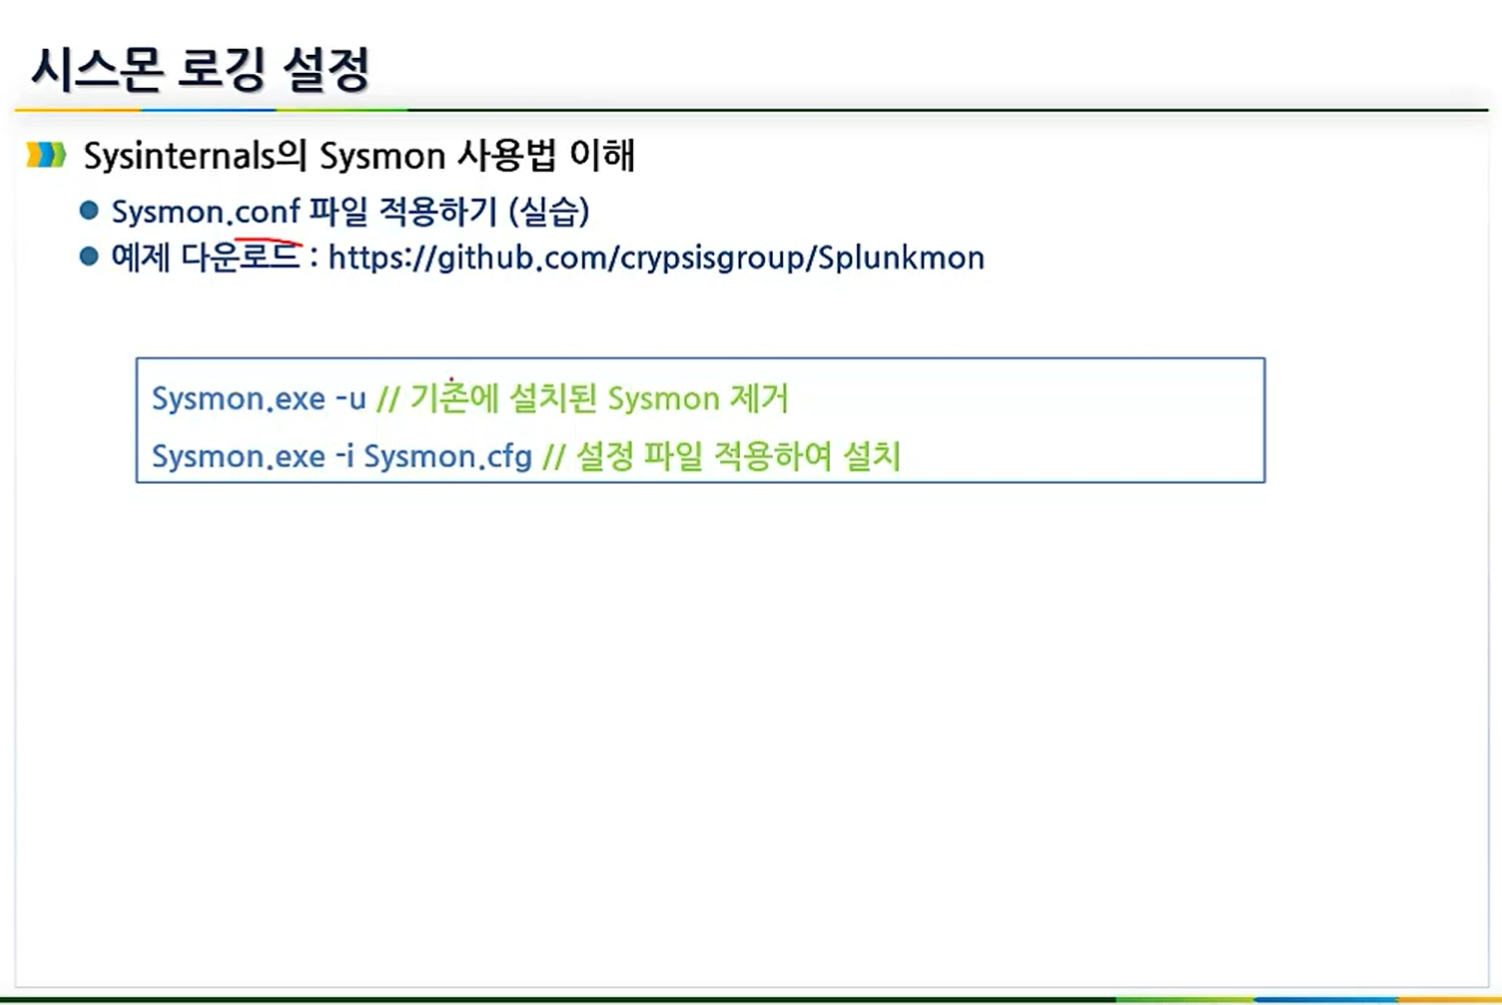 시스몬 로깅 설정
Sysinternals의 Sysmon 사용법 이해
Sysmon.conf 파일 적용하기 (실습)
예제 다운로드 : https://github.com/crypsisgroup/Splunkmon
Sysmon.exe -u // 기존에 설치된 Sysmon 제거
Sysmon.exe -i Sysmon.cfg // 설정 파일 적용하여 설치